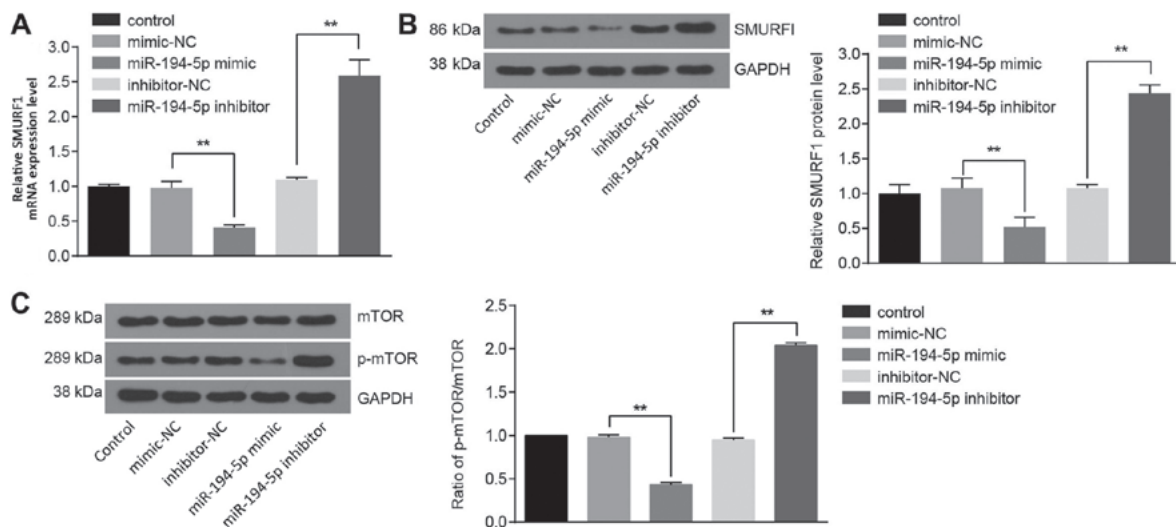 A
control
mimic-NC
miR-194-5p mimic
inhibitor-NC
miR-194-5p inhibitor
Relative SMURF1
mRNA expression level
3.0
2.5
2.0
1.5
1.0
0.5
0.0
**
**
B
86 kDa
SMURFI
38 kDa
GAPDH
Control
mimic-NC
miR-194-5p mimic
inhibitor-NC
miR-194-5p inhibitor
control
mimic-NC
miR-194-5p mimic
inhibitor-NC
miR-194-5p inhibitor
Relative SMURF1 protein level
3.0
2.5
2.0
1.5
1.0
0.5
0.0
**
**
C
289 kDa
mTOR
289 kDa
p-mTOR
38 kDa
GAPDH
Control
mimic-NC
inhibitor-NC
miR-194-5p mimic
miR-194-5p inhibitor
Ratio of p-mTOR/mTOR
2.5
2.0
1.5
1.0
0.5
0.0
**
**
control
mimic-NC
miR-194-5p mimic
inhibitor-NC
miR-194-5p inhibitor